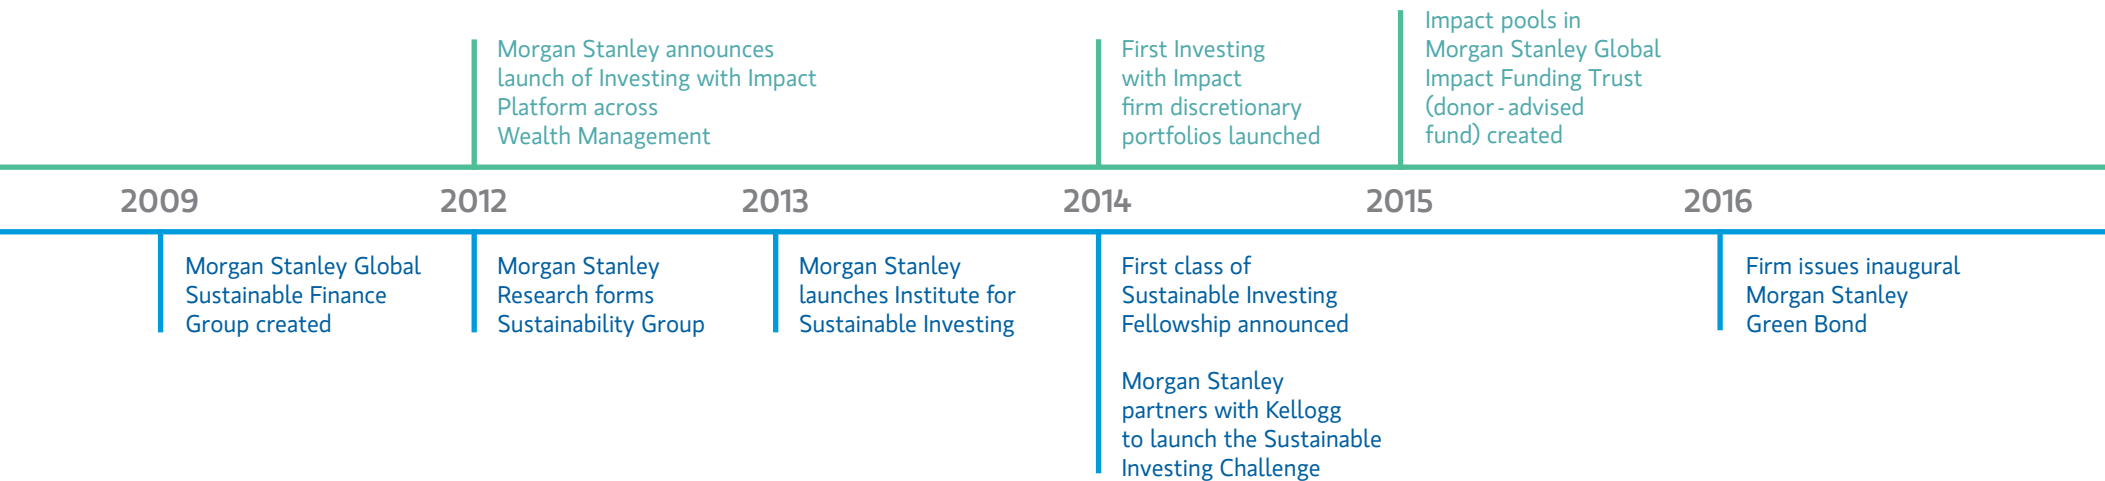 Morgan Stanley announces
launch of Investing with Impact
Platform across
Wealth Management
First Investing
with Impact
firm discretionary
portfolios launched
Impact pools in
Morgan Stanley Global
Impact Funding Trust
(donor-advised
fund) created
2009
2012
2013
2014
2015
2016
Morgan Stanley Global
Sustainable Finance
Group created
Morgan Stanley
Research forms
Sustainability Group
Morgan Stanley
launches Institute for
Sustainable Investing
First class of
Sustainable Investing
Fellowship announced
Morgan Stanley
partners with Kellogg
to launch the Sustainable
Investing Challenge
Firm issues inaugural
Morgan Stanley
Green Bond